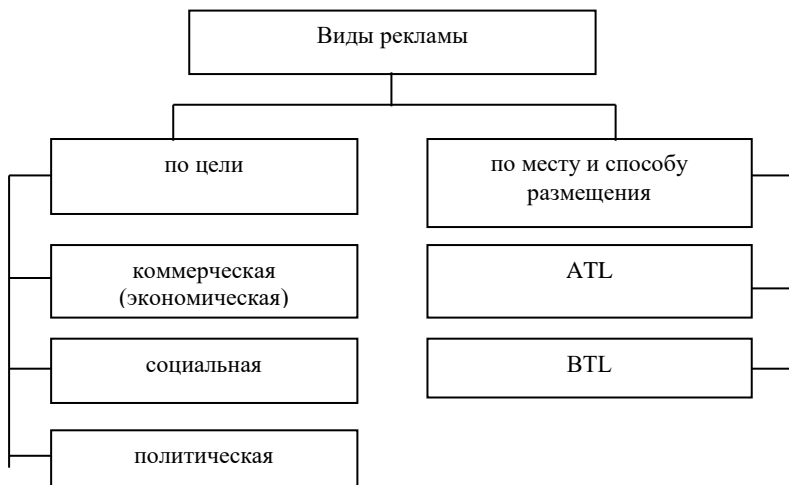 Виды рекламы
по цели
по месту и способу
размещения
коммерческая
(экономическая)
ATL
социальная
BTL
политическая